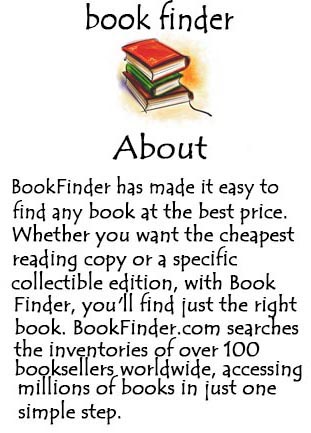 book finder
About
BookFinder has made it easy to
find any book at the best price.
Whether you want the cheapest
reading copy or a specific
collectible edition, with Book
Finder, you'll find just the right
book. BookFinder.com searches
the inventories of over 100
booksellers worldwide, accessing
millions of books in just one
simple step.